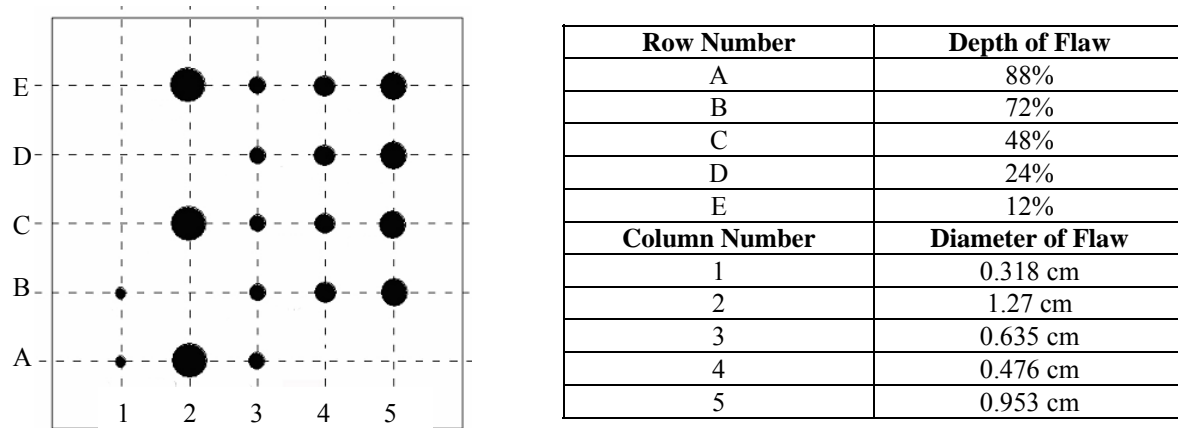 E
D
C
B
A
1 2 3 4 5
Row Number Depth of Flaw
A 88%
B 72%
C 48%
D 24%
E 12%
Column Number Diameter of Flaw
1 0.318 cm
2 1.27 cm
3 0.635 cm
4 0.476 cm
5 0.953 cm